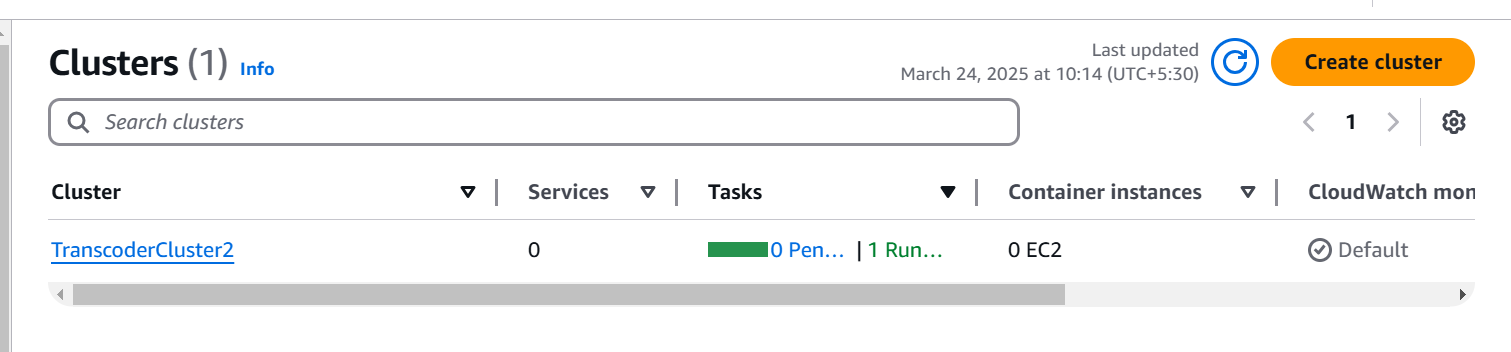 Clusters (1) Info
Last updated
March 24, 2025 at 10:14 (UTC+5:30)
Create cluster
Search clusters
1
Cluster Services Tasks Container instances CloudWatch mon
TranscoderCluster2 0 0 Pen… | 1 Run… 0 EC2 Default